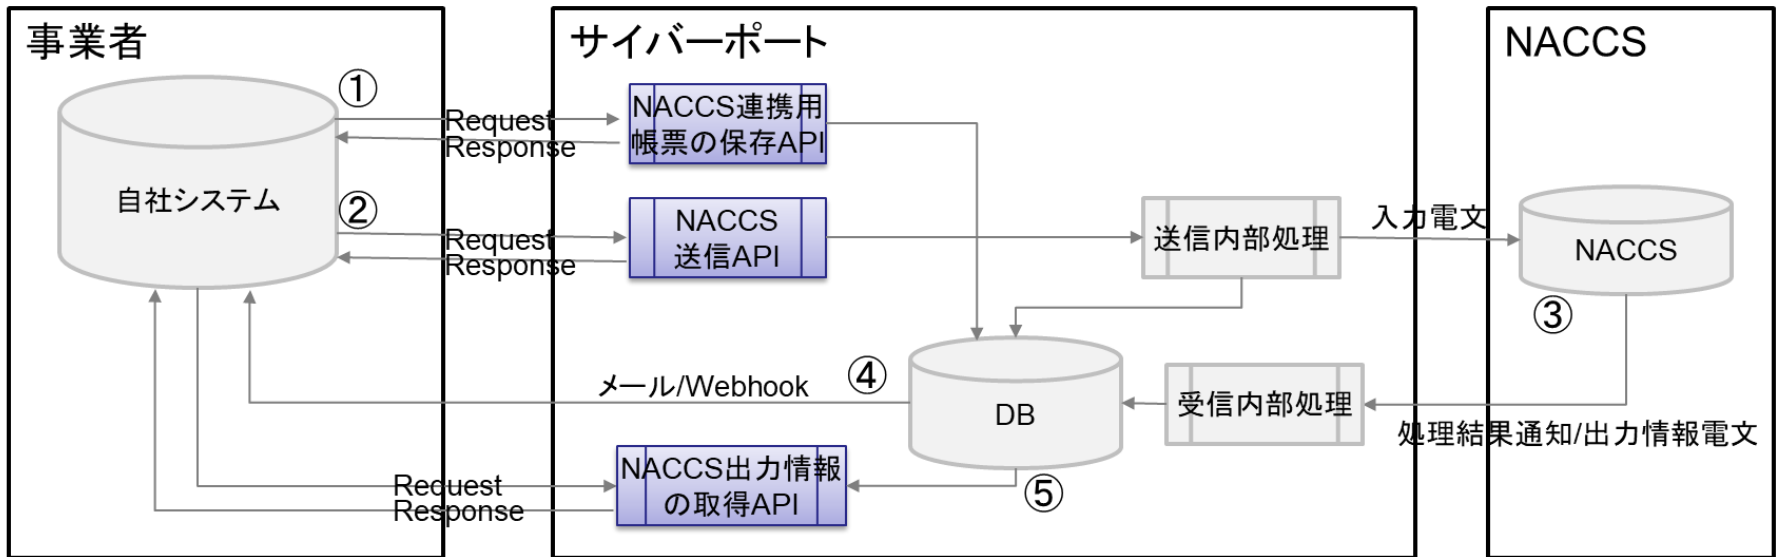 事業者
サイバーポート
NACCS
①
Request
Response
NACCS連携用
帳票の保存API
自社システム
②
Request
Response
NACCS
送信API
送信内部処理
入力電文
NACCS
③
メール/Webhook
④
DB
受信内部処理
処理結果通知/出力情報電文
Request
Response
NACCS出力情報
の取得API
⑤